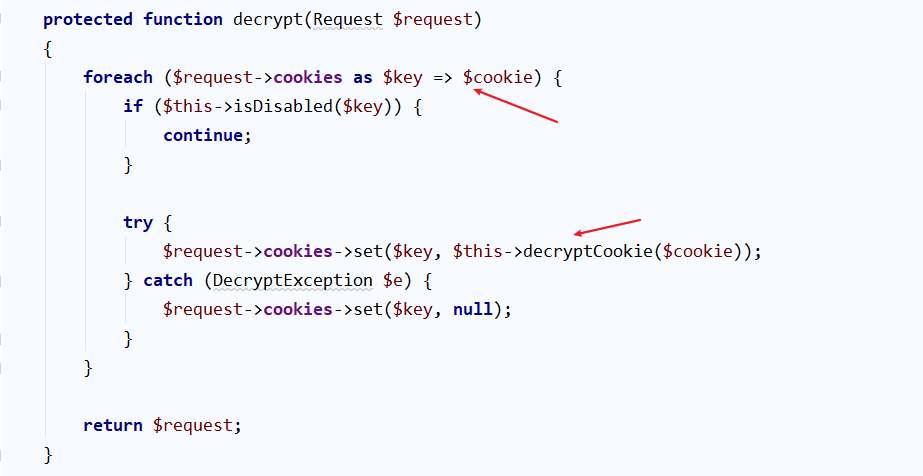 protected function decrypt(Request $request)
{
foreach ($request->cookies as $key => $cookie) {
if ($this->isDisabled($key)) {
continue;
}
try {
$request->cookies->set($key, $this->decryptCookie($cookie));
} catch (DecryptException $e) {
$request->cookies->set($key, null);
}
}
return $request;
}